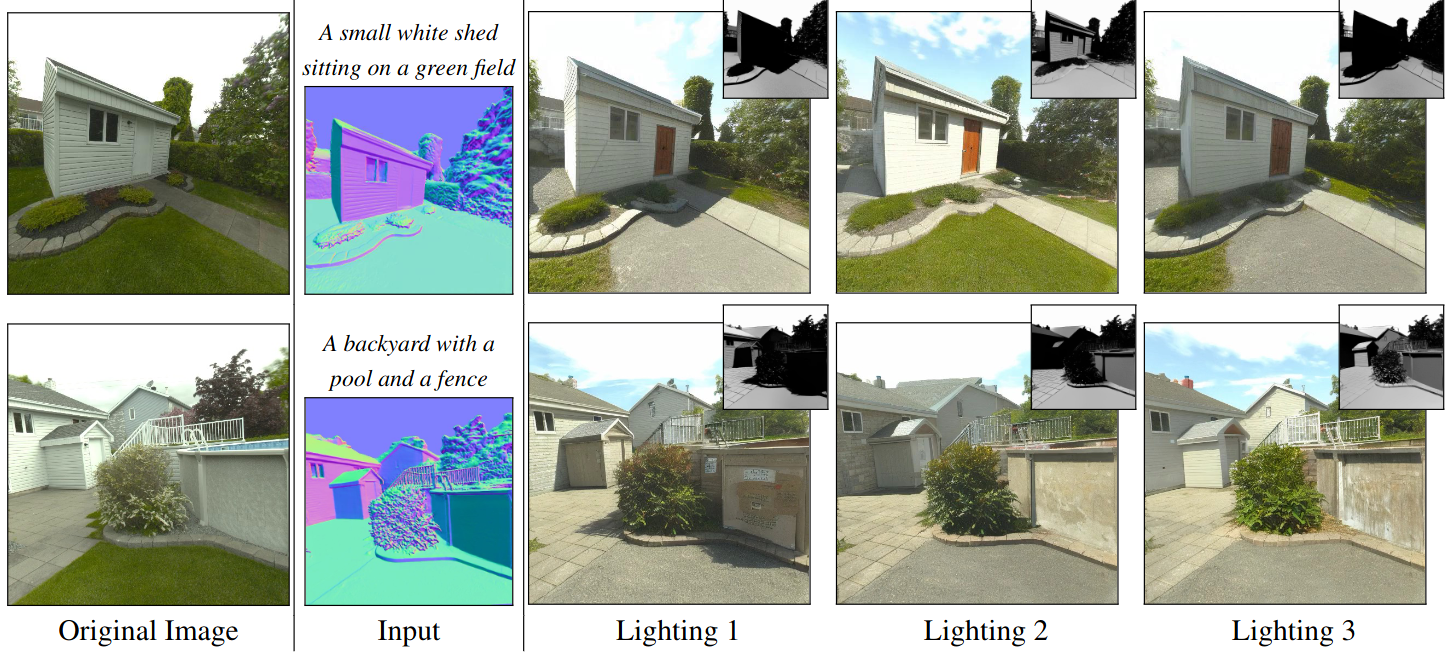 A small white shed
sitting on a green field
A backyard with a
pool and a fence
Original Image
Input
Lighting 1
Lighting 2
Lighting 3